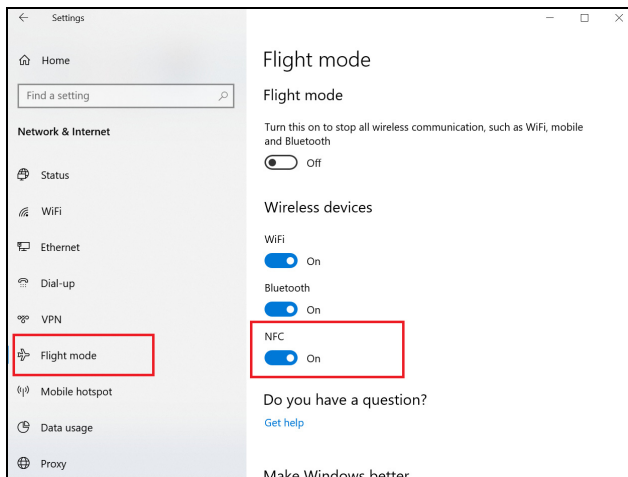 Settings
Home
Find a setting
Network & Internet
Status
WiFi
Ethernet
Dial-up
VPN
Flight mode
Mobile hotspot
Data usage
Proxy
Flight mode
Flight mode
Turn this on to stop all wireless communication, such as WiFi, mobile
and Bluetooth
Off
Wireless devices
WiFi
On
Bluetooth
On
NFC
On
Do you have a question?
Get help
Make Windows better